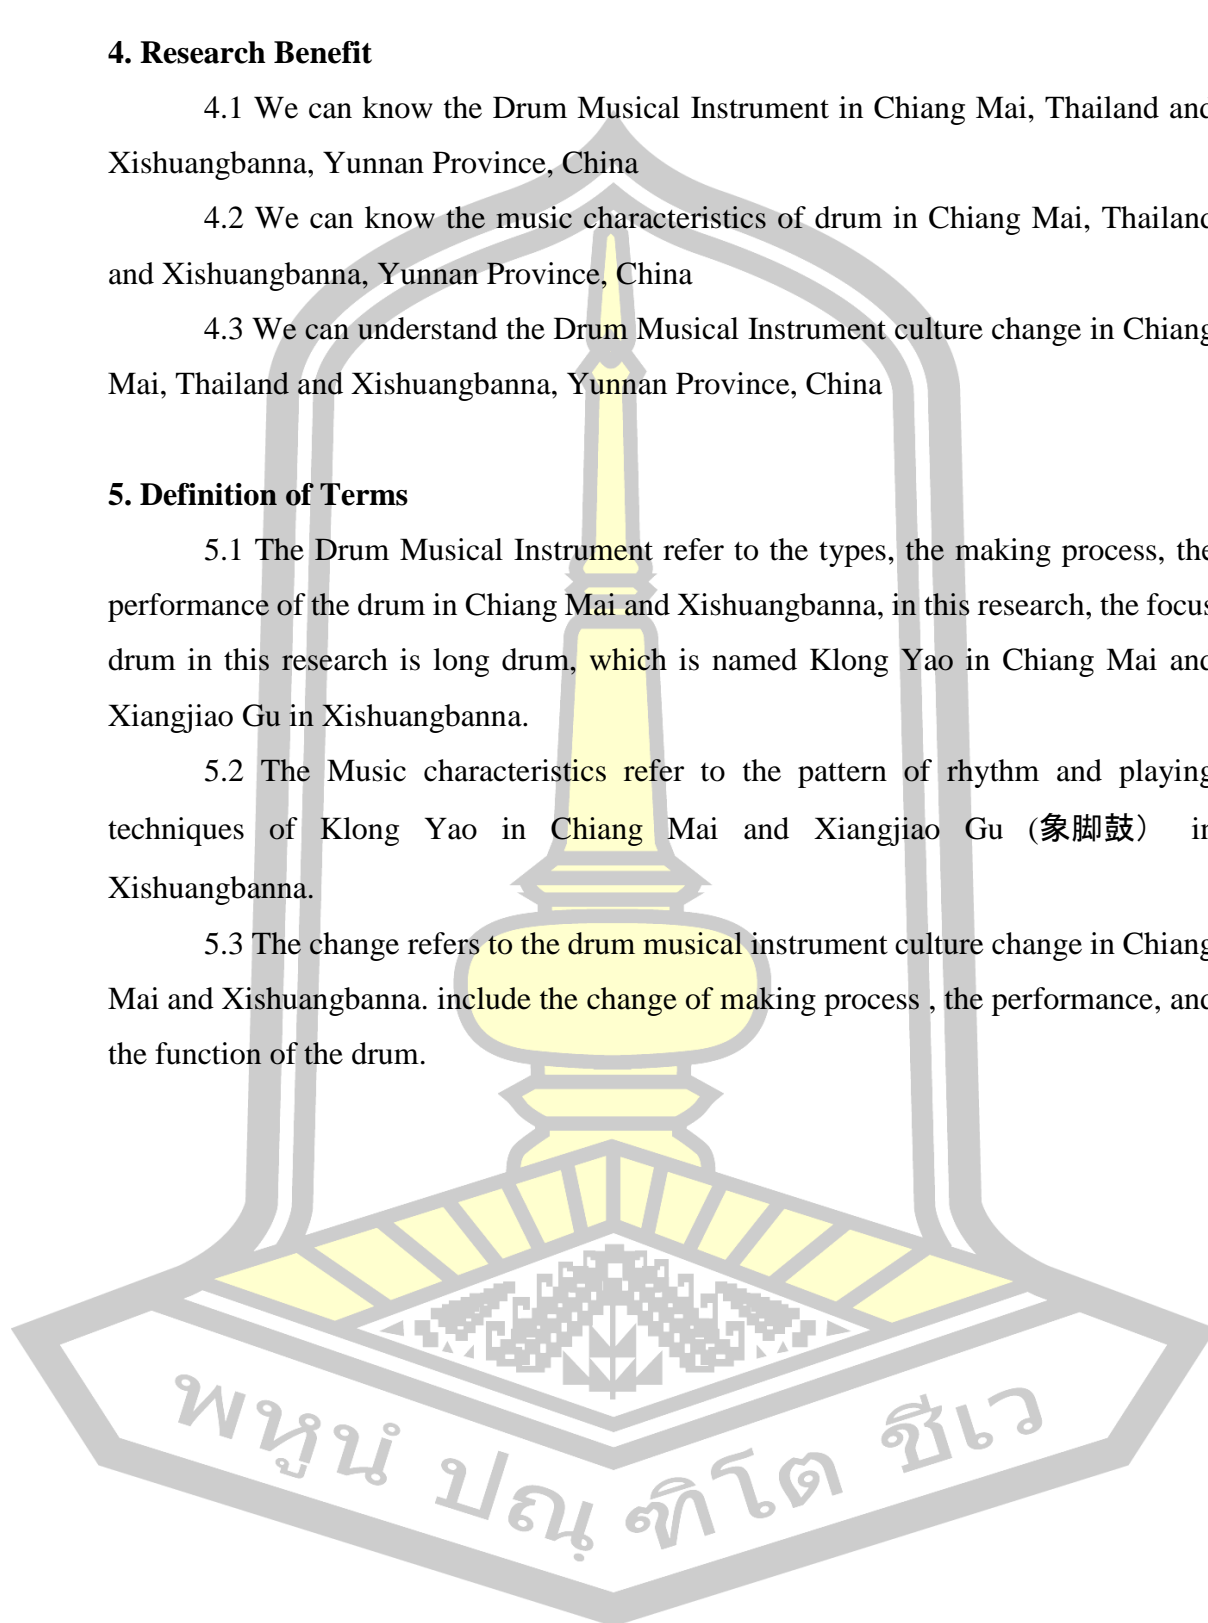 4. Research Benefit
4.1 We can know the Drum Musical Instrument in Chiang Mai, Thailand and
Xishuangbanna, Yunnan Province, China
4.2 We can know the music characteristics of drum in Chiang Mai, Thailand
and Xishuangbanna, Yunnan Province, China
4.3 We can understand the Drum Musical Instrument culture change in Chiang
Mai, Thailand and Xishuangbanna, Yunnan Province, China
5. Definition of Terms
5.1 The Drum Musical Instrument refer to the types, the making process, the
performance of the drum in Chiang Mai and Xishuangbanna, in this research, the focus
drum in this research is long drum, which is named Klong Yao in Chiang Mai and
Xiangjiao Gu in Xishuangbanna.
5.2 The Music characteristics refer to the pattern of rhythm and playing
techniques of Klong Yao in Chiang Mai and Xiangjiao Gu (象脚鼓） in
Xishuangbanna.
5.3 The change refers to the drum musical instrument culture change in Chiang
Mai and Xishuangbanna. include the change of making process , the performance, and
the function of the drum.
พหูนํ ปณฺฑิโต ชีเว